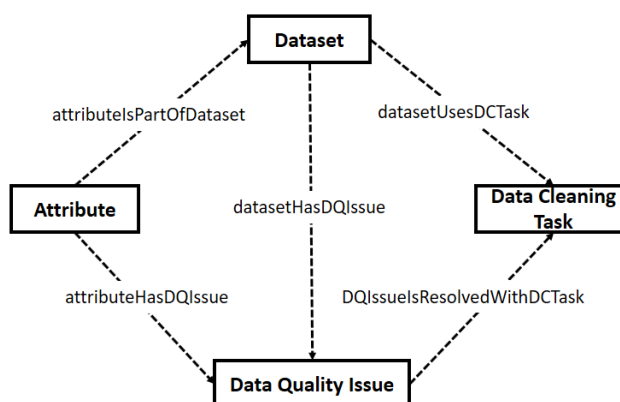 Dataset
attributeIsPartOfDataset
datasetUsesDCTask
Attribute
datasetHasDQIssue
Data Cleaning
Task
attributeHasDQIssue
DQIssueIsResolvedWithDCTask
Data Quality Issue